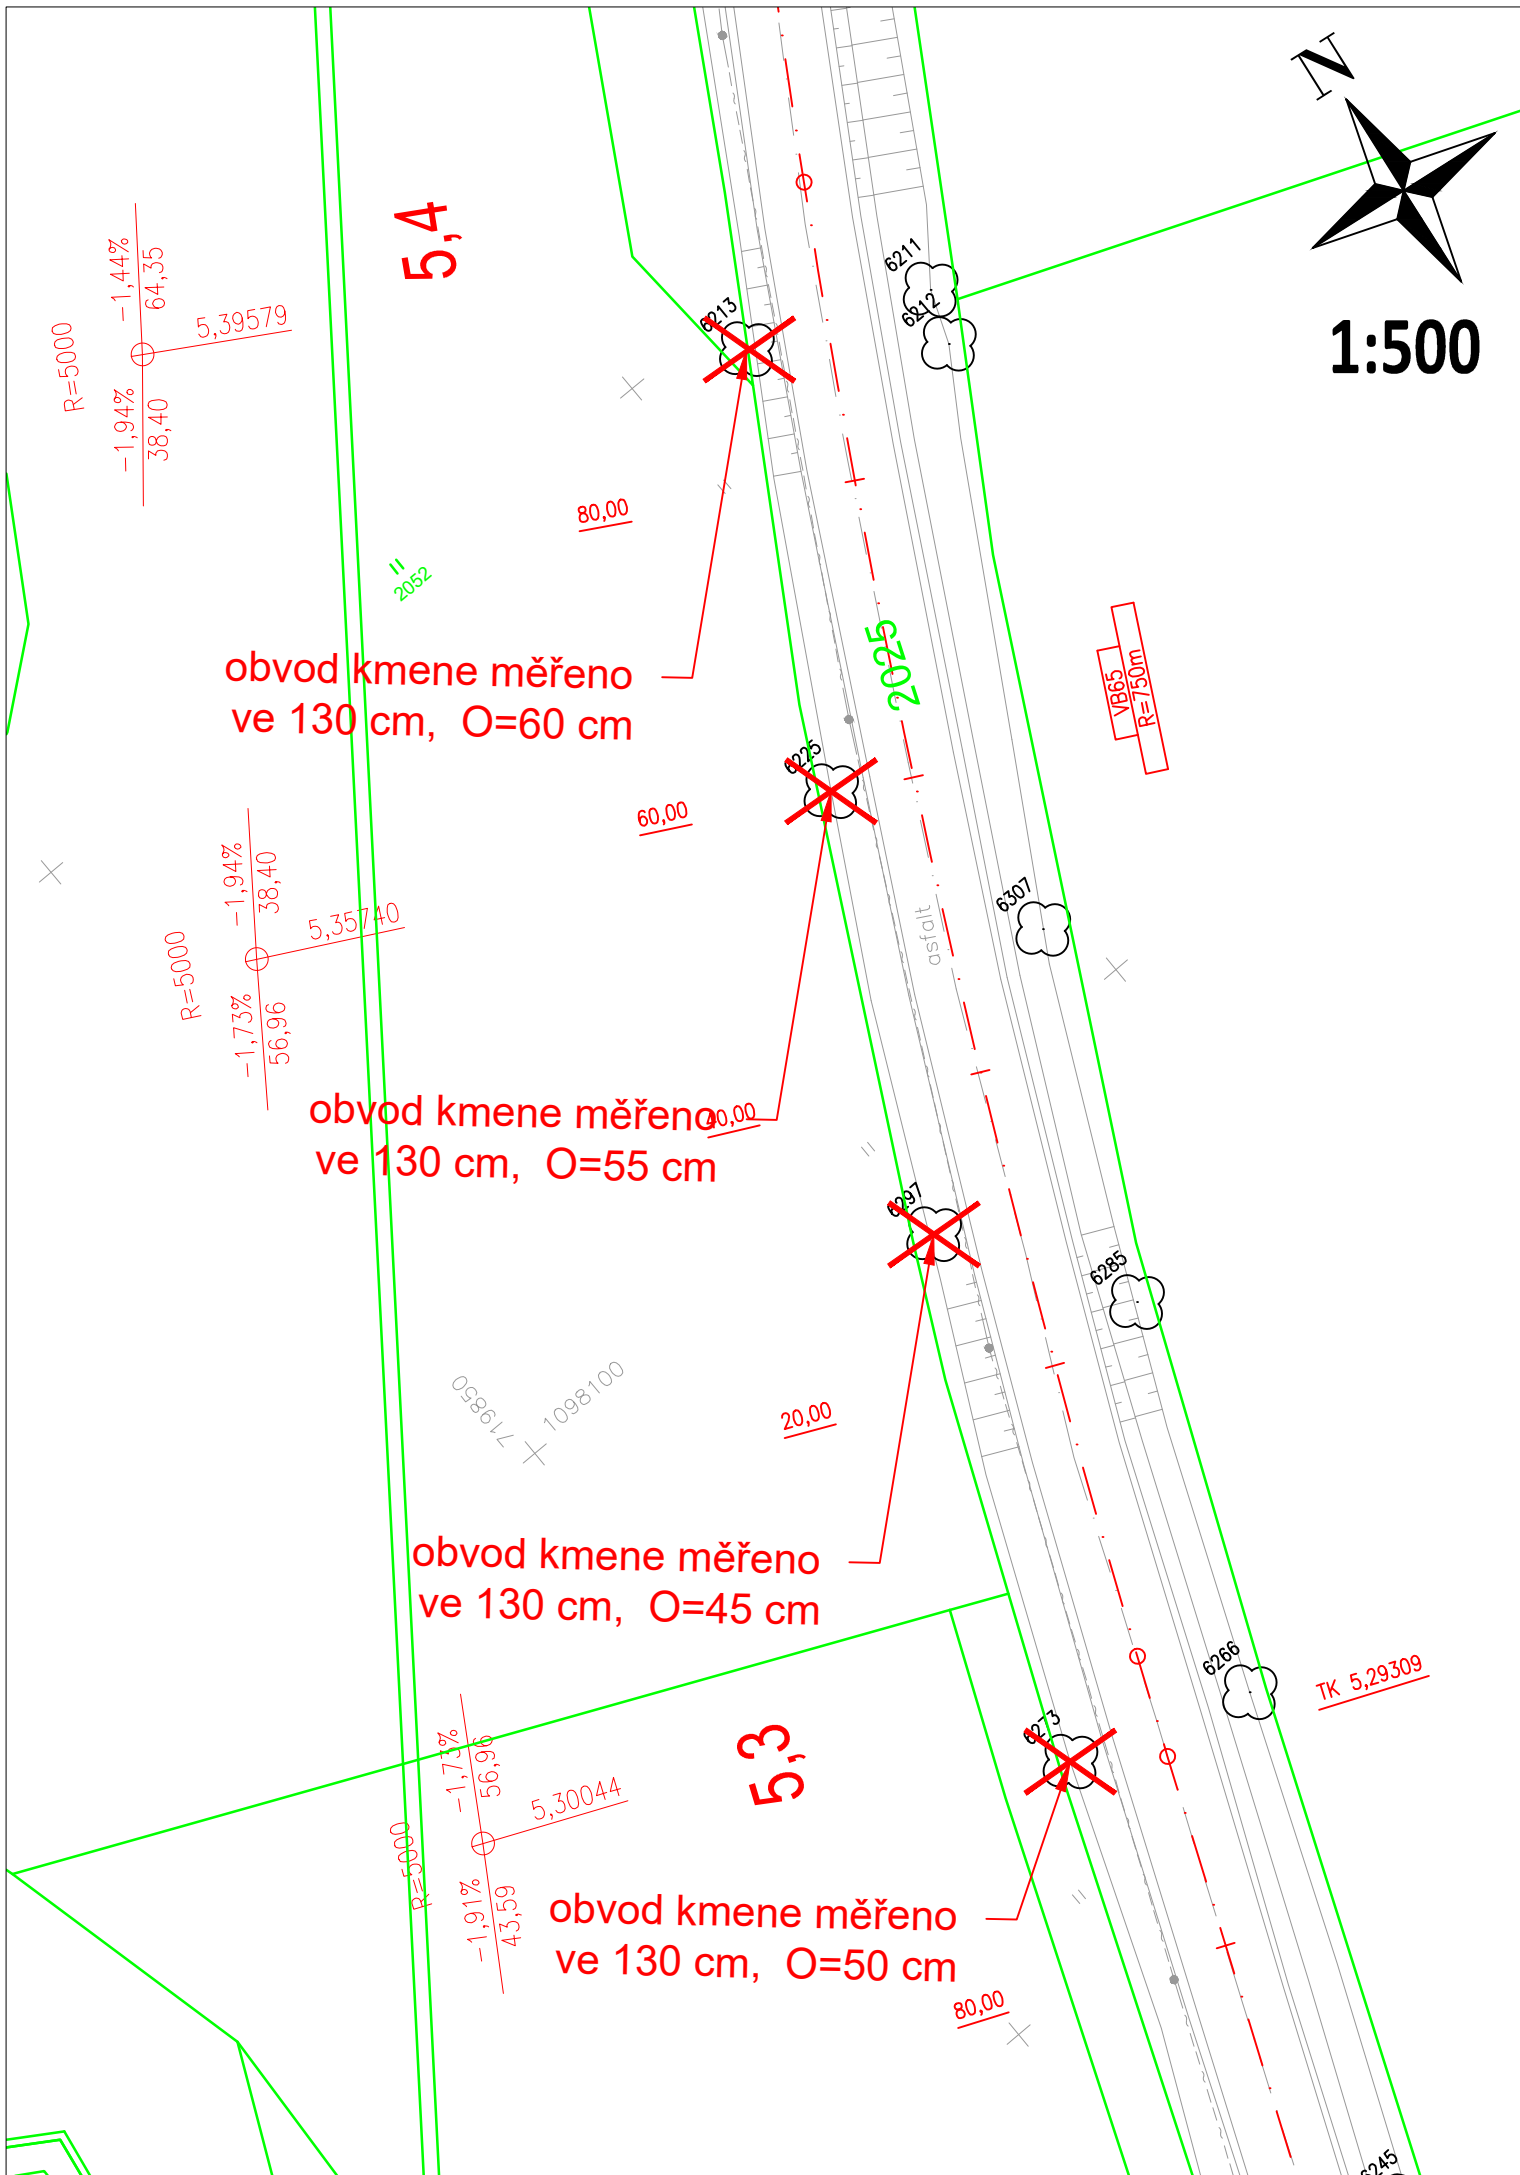 N
1:500
5,4
-1,44%
64,35
5,39579
R=5000
-1,94%
38,40
6211
6212
6213
80,00
2052
2025
VB65
R=750m
obvod kmene měřeno
ve 130 cm, O=60 cm
6225
60,00
-1,94%
38,40
5,35740
R=5000
-1,73%
56,96
6307
asfalt
obvod kmene měřeno
ve 130 cm, O=55 cm
40,00
6297
6285
719850
1098100
20,00
obvod kmene měřeno
ve 130 cm, O=45 cm
6266
TK 5,29309
6273
5,3
-1,73%
56,96
5,30044
R=5000
-1,91%
43,59
obvod kmene měřeno
ve 130 cm, O=50 cm
80,00
6245